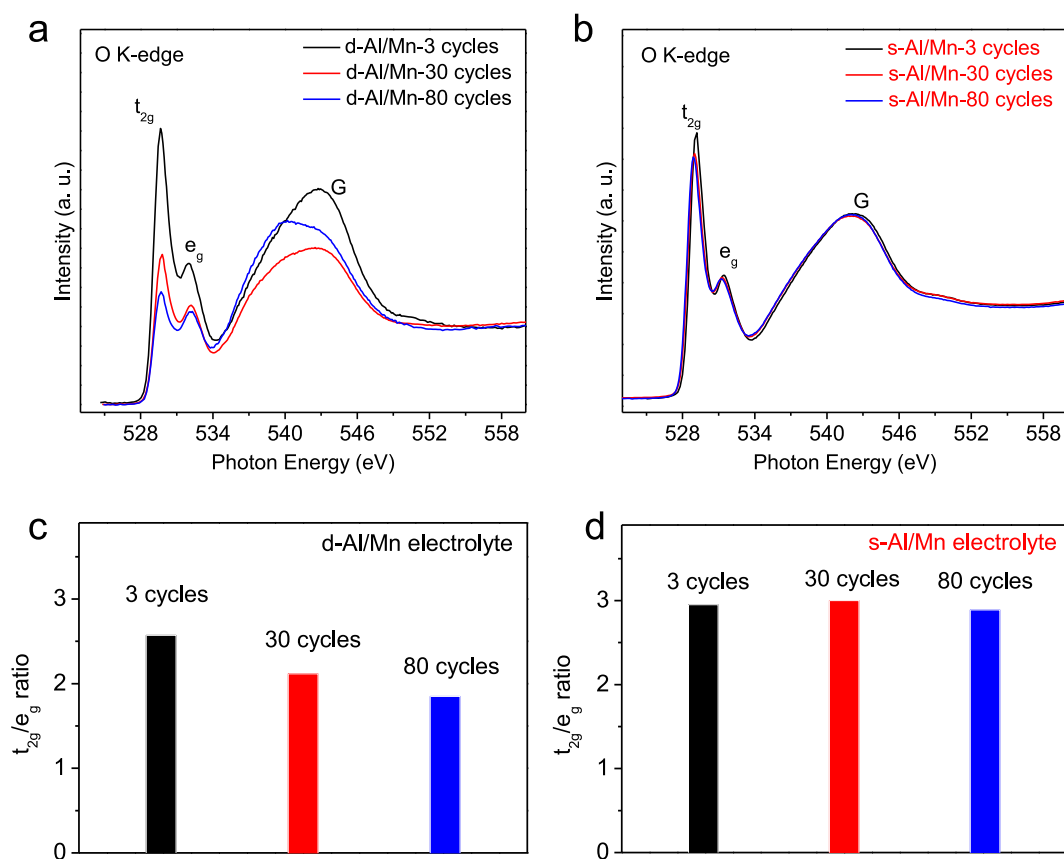 a
O K-edge
d-Al/Mn-3 cycles
d-Al/Mn-30 cycles
d-Al/Mn-80 cycles
t2g
eg
G
Intensity (a. u.)
528 534 540 546 552 558
Photon Energy (eV)
b
O K-edge
s-Al/Mn-3 cycles
s-Al/Mn-30 cycles
s-Al/Mn-80 cycles
t2g
eg
G
Intensity (a. u.)
528 534 540 546 552 558
Photon Energy (eV)
c
d-Al/Mn electrolyte
3 cycles
30 cycles
80 cycles
t2g/eg ratio
3
2
1
0
d
s-Al/Mn electrolyte
3 cycles
30 cycles
80 cycles
t2g/eg ratio
3
2
1
0